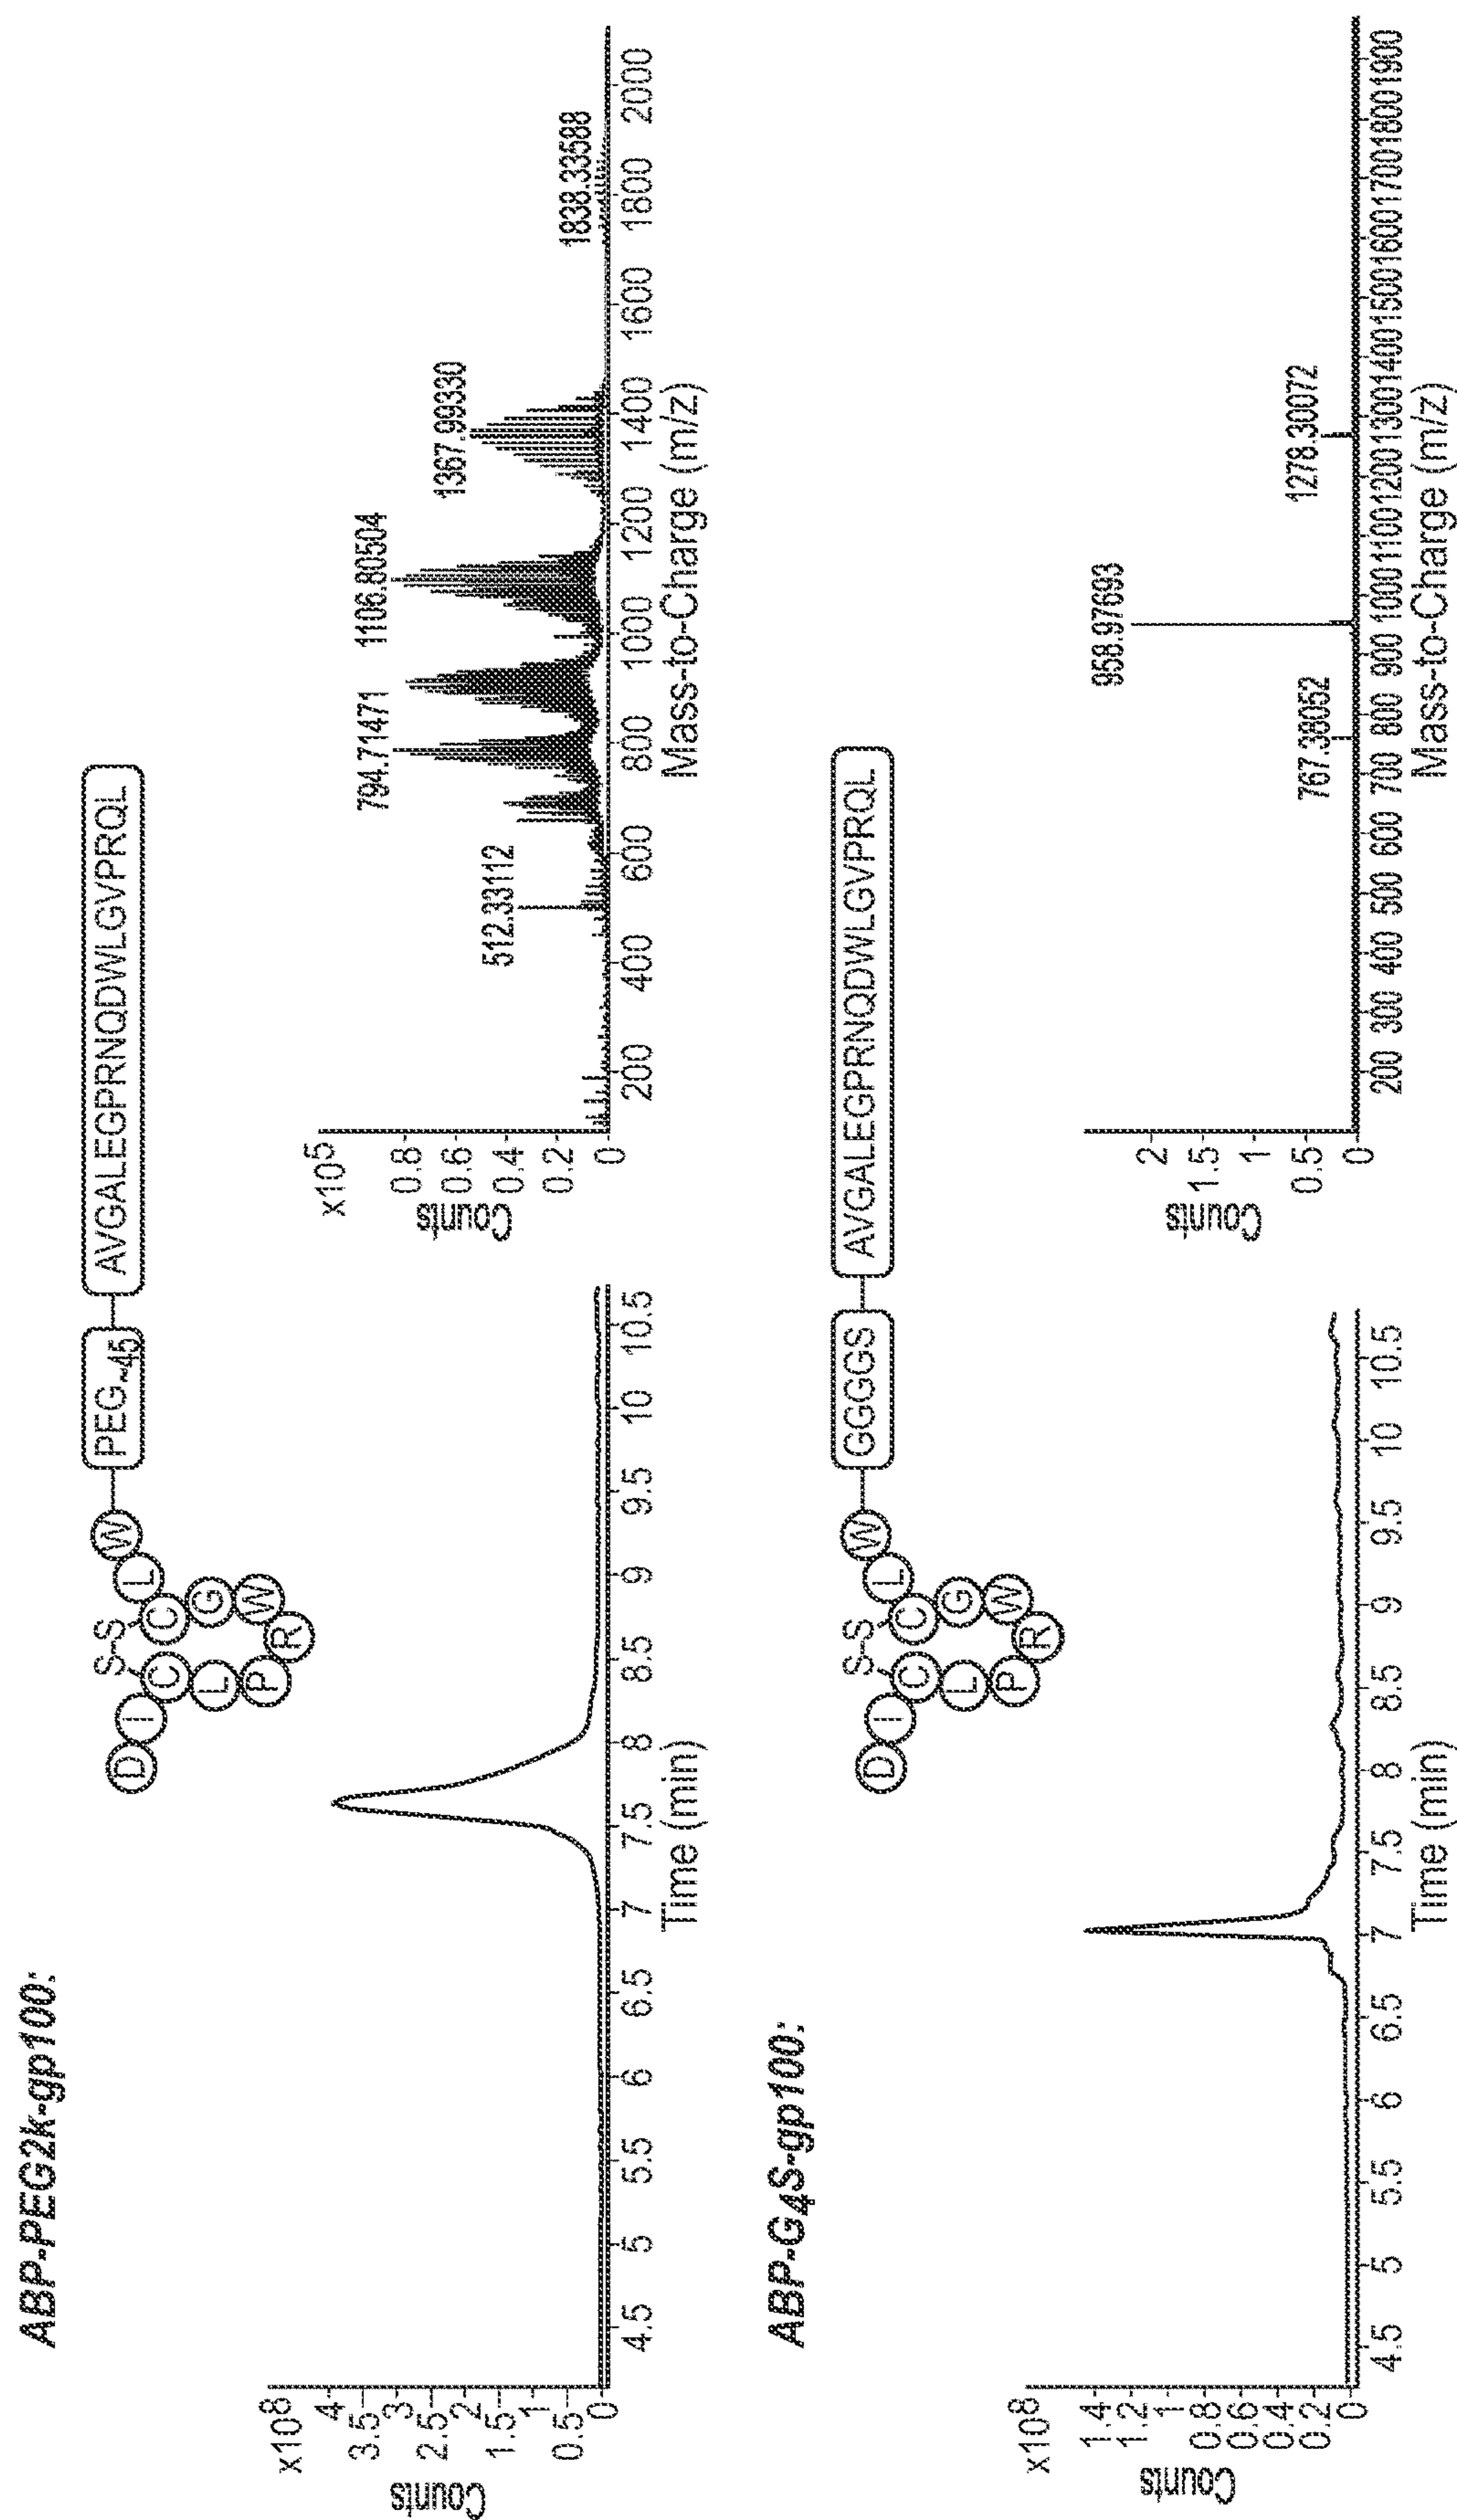 ABP-PEG2k-gp100:
D I C L P R W G C L W
S-S
PEG~45
AVGALEGPRNQDWLGVPRQL
x10⁸
4
3.5
3
2.5
2
1.5
1
0.5
0
Counts
4.5 5 5.5 6 6.5 7 7.5 8 8.5 9 9.5 10 10.5
Time (min)
x10⁵
0.8
0.6
0.4
0.2
0
Counts
512.33112
794.71471
1106.80504
1367.99330
1838.33588
200 400 600 800 1000 1200 1400 1600 1800 2000
Mass-to-Charge (m/z)
ABP-G₄S-gp100:
D I C L P R W G C L W
S-S
GGGGS
AVGALEGPRNQDWLGVPRQL
x10⁸
1.4
1.2
1
0.8
0.6
0.4
0.2
0
Counts
4.5 5 5.5 6 6.5 7 7.5 8 8.5 9 9.5 10 10.5
Time (min)
2
1.5
1
0.5
0
Counts
767.38052
958.97693
1278.30072
200 300 400 500 600 700 800 900 1000 1100 1200 1300 1400 1500 1600 1700 1800 1900
Mass-to-Charge (m/z)